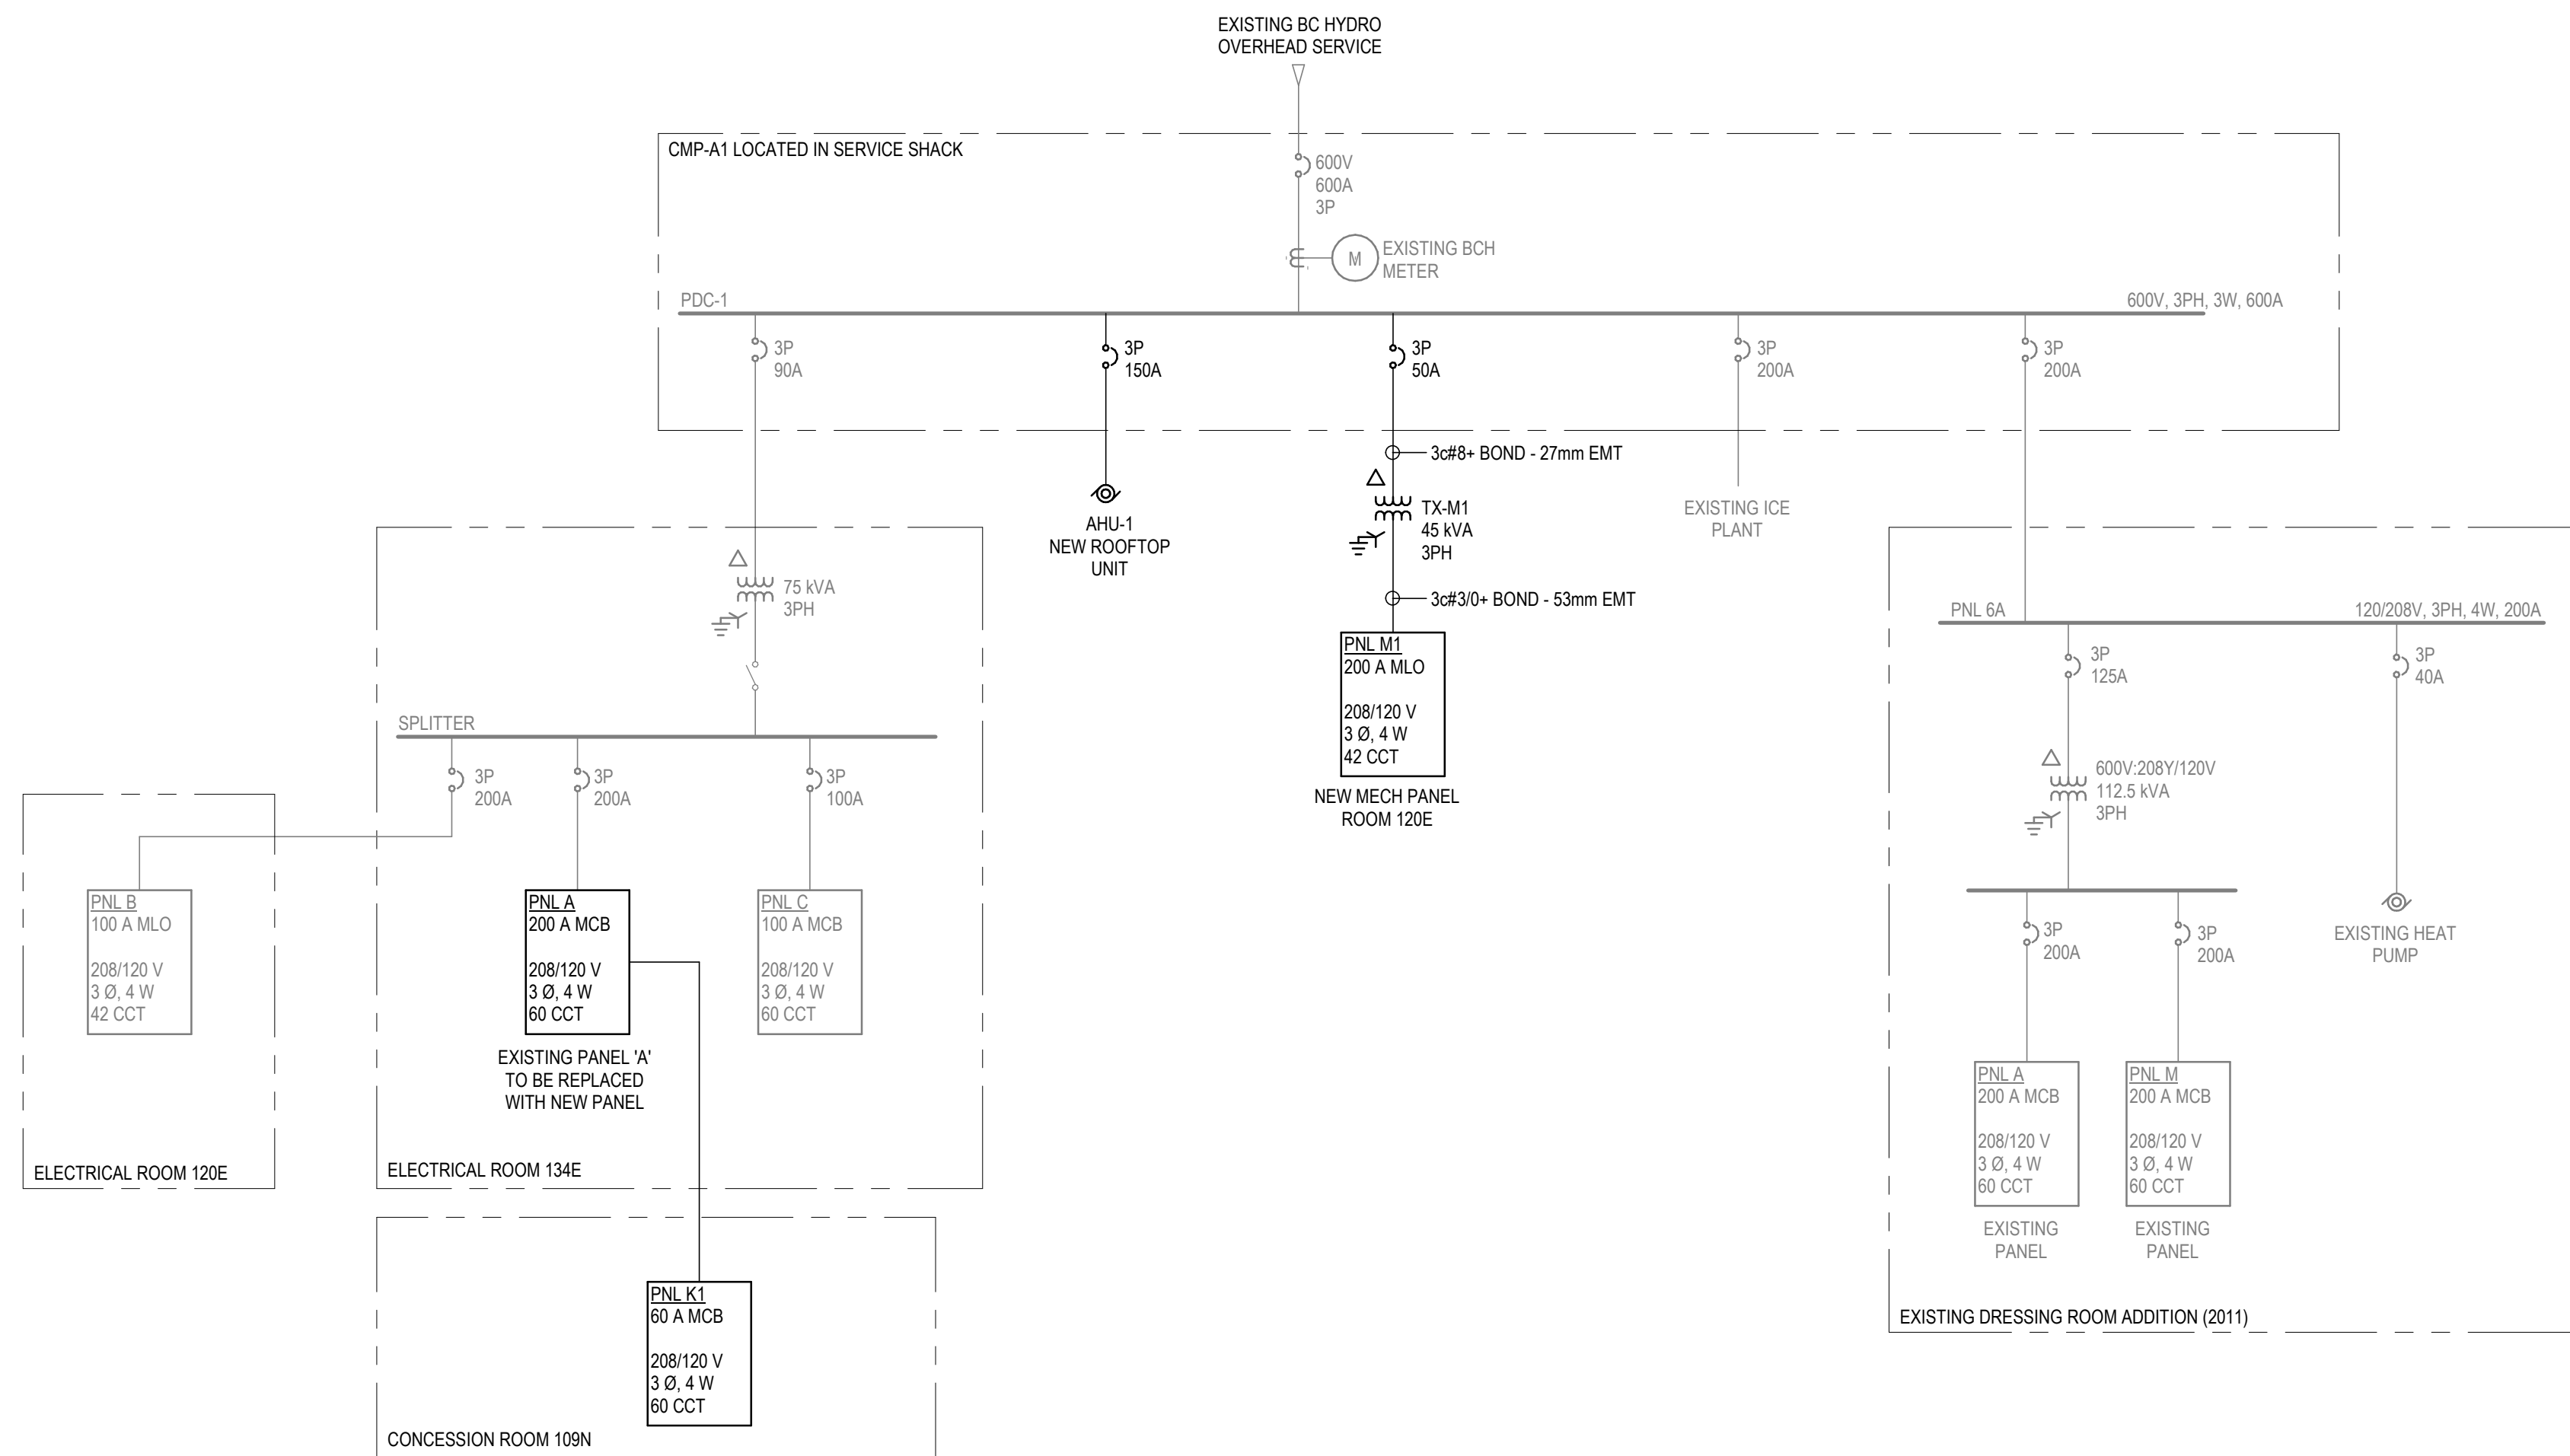 EXISTING BC HYDRO
OVERHEAD SERVICE
CMP-A1 LOCATED IN SERVICE SHACK
600V
600A
3P
M
EXISTING BCH
METER
PDC-1
600V, 3PH, 3W, 600A
3P
90A
3P
150A
3P
50A
3P
200A
3P
200A
3c#8+ BOND - 27mm EMT
AHU-1
NEW ROOFTOP
UNIT
TX-M1
45 kVA
3PH
EXISTING ICE
PLANT
3c#3/0+ BOND - 53mm EMT
PNL M1
200 A MLO
208/120 V
3 Ø, 4 W
42 CCT
NEW MECH PANEL
ROOM 120E
75 kVA
3PH
SPLITTER
3P
200A
3P
200A
3P
100A
PNL B
100 A MLO
208/120 V
3 Ø, 4 W
42 CCT
ELECTRICAL ROOM 120E
PNL A
200 A MCB
208/120 V
3 Ø, 4 W
60 CCT
EXISTING PANEL 'A'
TO BE REPLACED
WITH NEW PANEL
PNL C
100 A MCB
208/120 V
3 Ø, 4 W
60 CCT
ELECTRICAL ROOM 134E
PNL K1
60 A MCB
208/120 V
3 Ø, 4 W
60 CCT
CONCESSION ROOM 109N
PNL 6A
120/208V, 3PH, 4W, 200A
3P
125A
3P
40A
600V:208Y/120V
112.5 kVA
3PH
3P
200A
3P
200A
EXISTING HEAT
PUMP
PNL A
200 A MCB
208/120 V
3 Ø, 4 W
60 CCT
EXISTING
PANEL
PNL M
200 A MCB
208/120 V
3 Ø, 4 W
60 CCT
EXISTING
PANEL
EXISTING DRESSING ROOM ADDITION (2011)